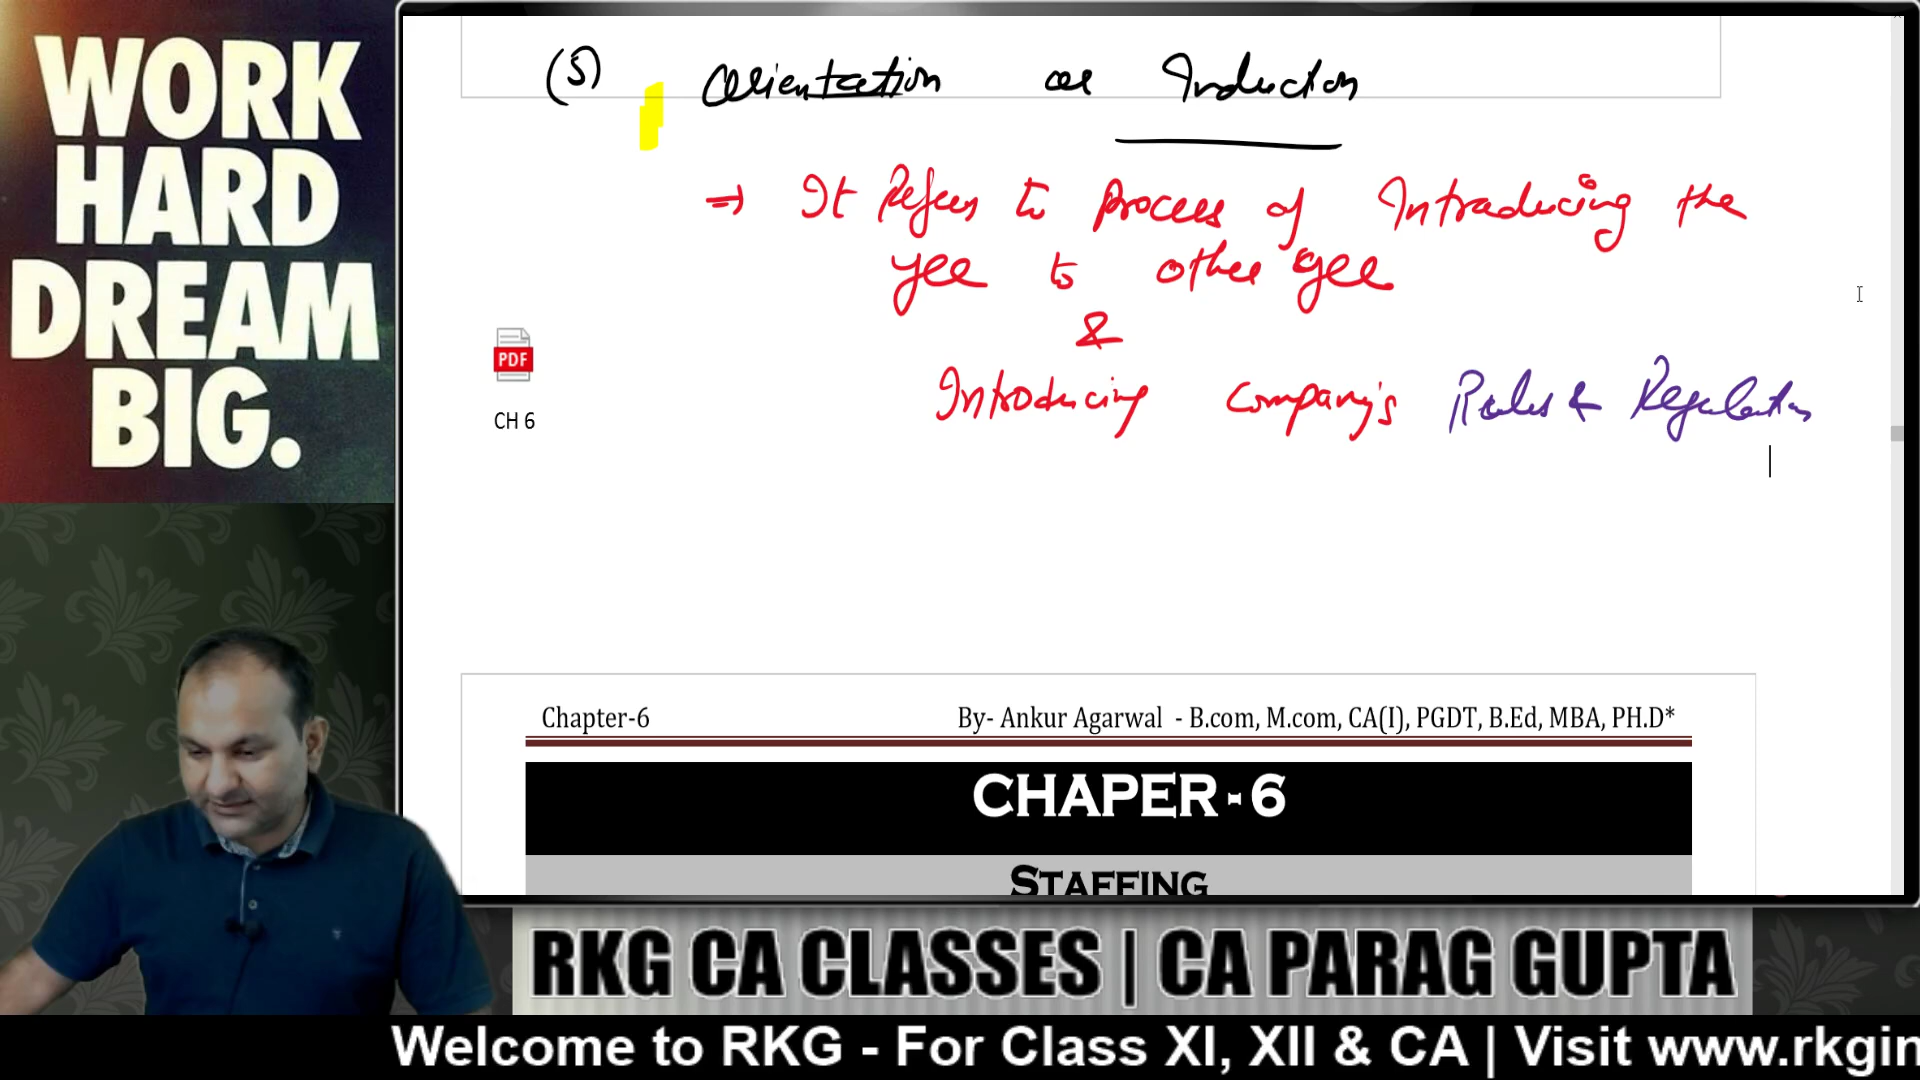 WORK
HARD
DREAM
BIG.
(5) Orientation or Induction
⇒ It Refers to Process of Introducing the
yee to other yee
&
Introducing Company's Rules & Regulation
PDF
CH 6
Chapter-6 By- Ankur Agarwal - B.com, M.com, CA(I), PGDT, B.Ed, MBA, PH.D*
CHAPER-6
STAFFING
RKG CA CLASSES | CA PARAG GUPTA
Welcome to RKG - For Class XI, XII & CA | Visit www.rkgin